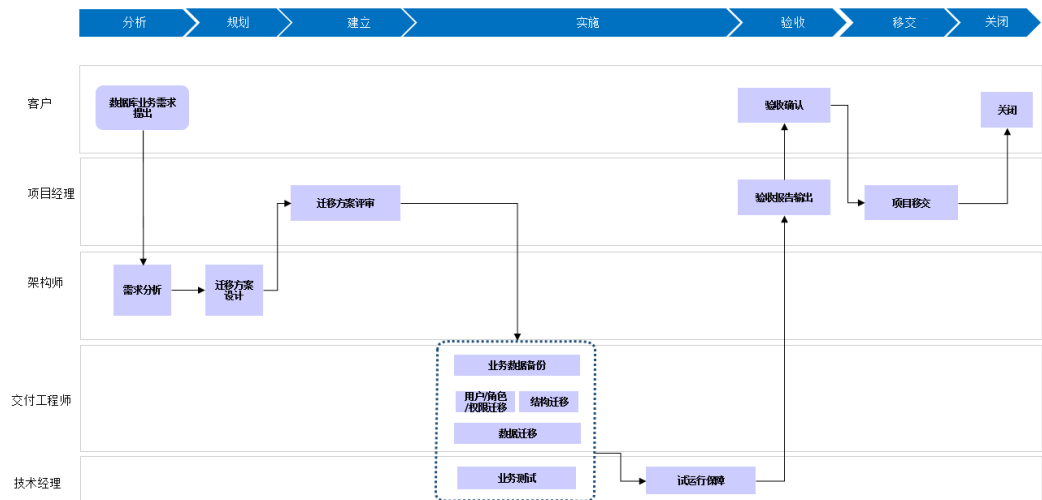 分析
规划
建立
实施
验收
移交
关闭
客户
数据库业务需求
提出
验收确认
关闭
项目经理
迁移方案评审
验收报告输出
项目移交
架构师
需求分析
迁移方案
设计
交付工程师
业务数据备份
用户/角色
/权限迁移
结构迁移
数据迁移
技术经理
业务测试
试运行保障